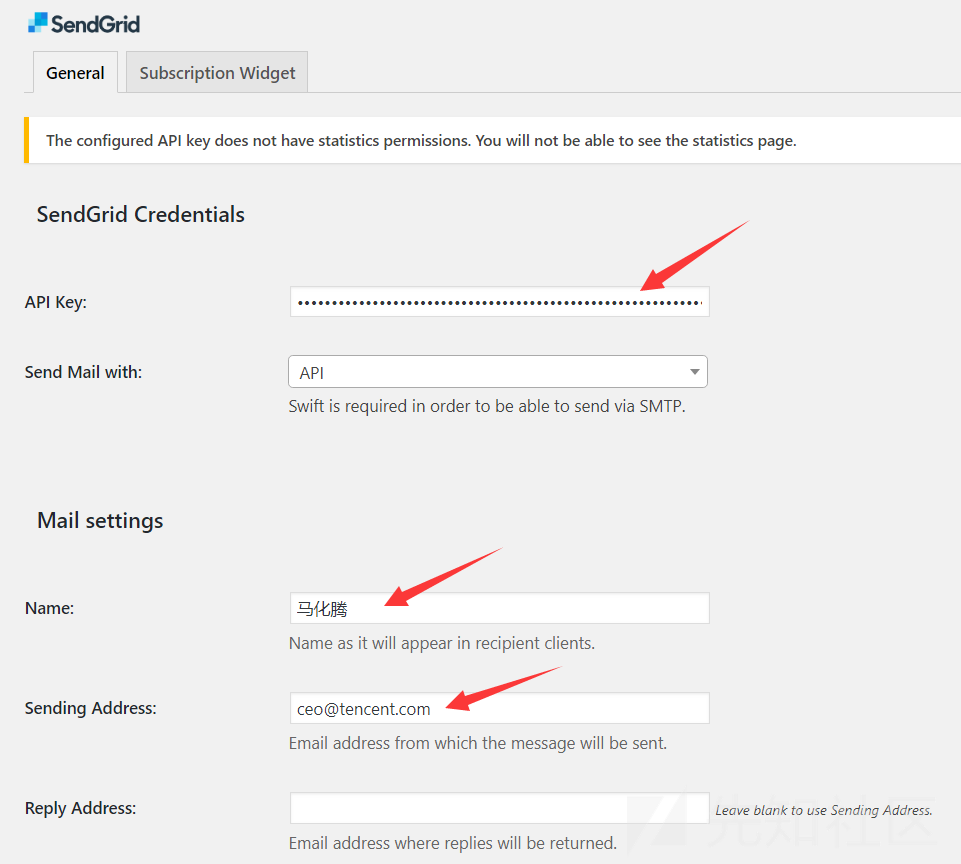 SendGrid
General Subscription Widget
The configured API key does not have statistics permissions. You will not be able to see the statistics page.
SendGrid Credentials
API Key:
Send Mail with: API
Swift is required in order to be able to send via SMTP.
Mail settings
Name: 马化腾
Name as it will appear in recipient clients.
Sending Address: ceo@tencent.com
Email address from which the message will be sent.
Reply Address: Leave blank to use Sending Address.
Email address where replies will be returned.
先知社区